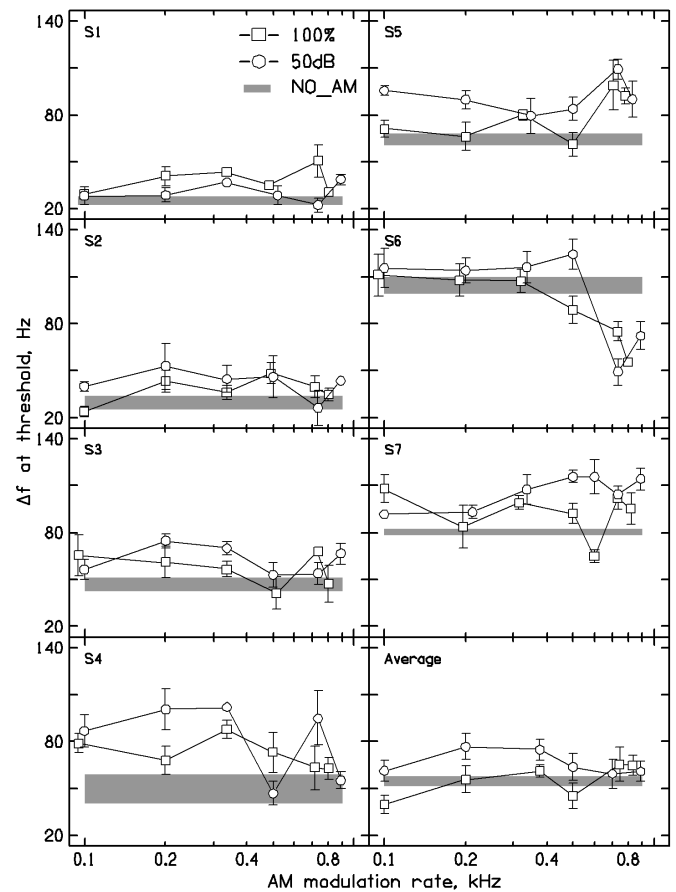 140
S1
100%
50dB
NO_AM
S5
80
20
140
S2
S6
80
20
140
S3
S7
80
20
140
S4
Average
80
20
0.1 0.2 0.4 0.8 0.1 0.2 0.4 0.8
Δf at threshold, Hz
AM modulation rate, kHz